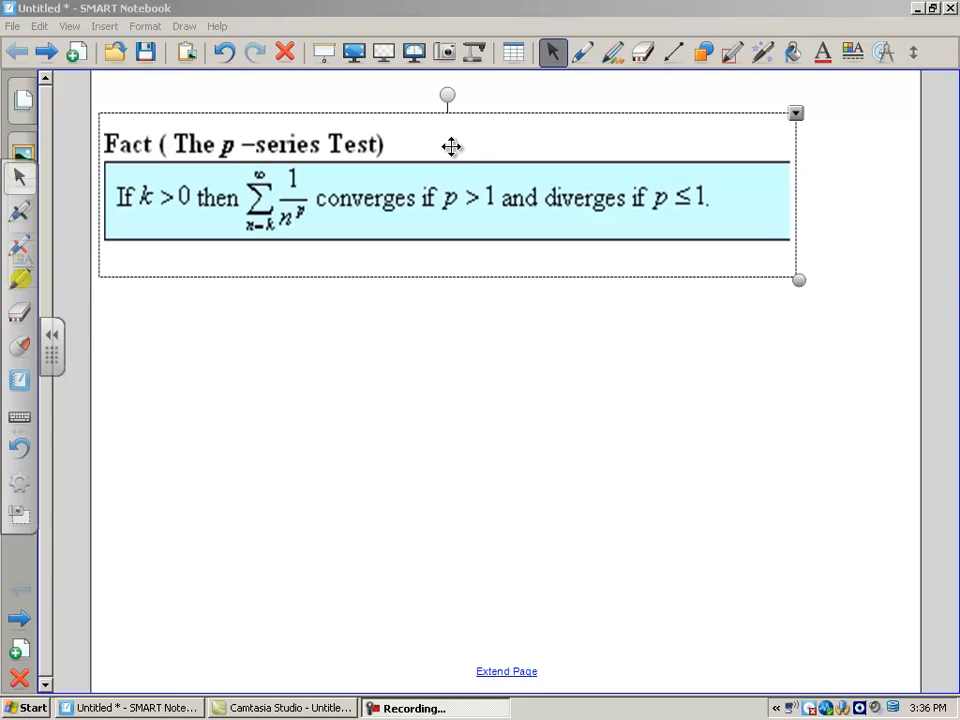 Untitled * - SMART Notebook
File Edit View Insert Format Draw Help
Fact ( The p –series Test)
If k > 0 then ∑_{n=k}^{∞} 1/n^p converges if p > 1 and diverges if p ≤ 1.
Extend Page
Start Untitled * - SMART Note... Camtasia Studio - Untitle... Recording... « 3:36 PM